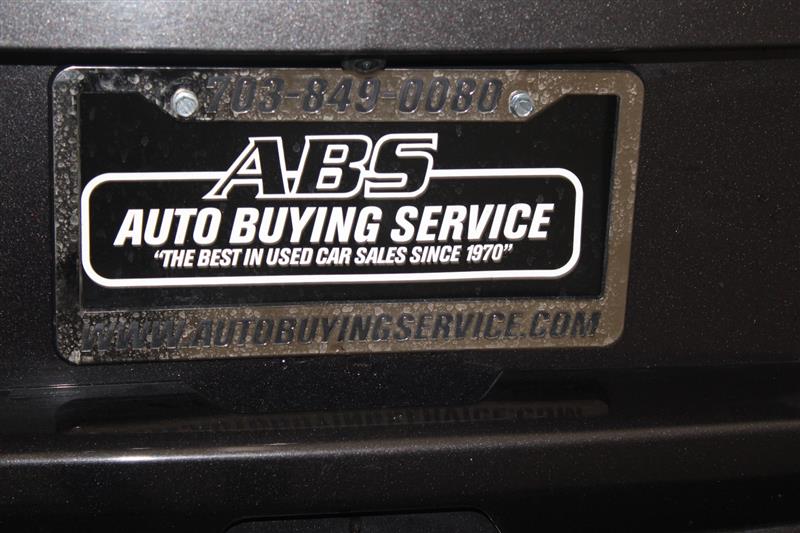 703-849-0080
ABS
AUTO BUYING SERVICE
"THE BEST IN USED CAR SALES SINCE 1970"
WWW.AUTOBUYINGSERVICE.COM